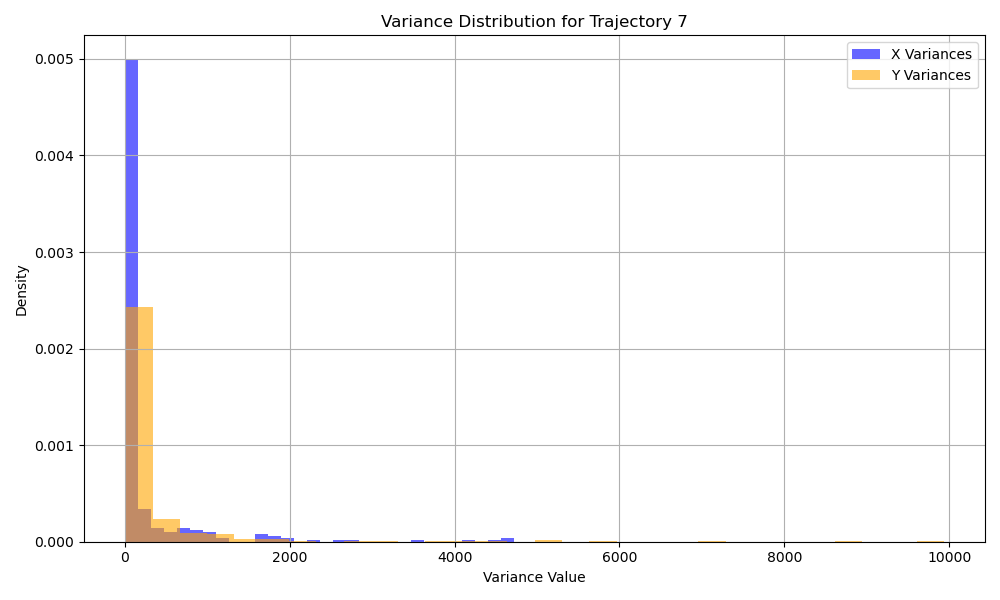 Variance Distribution for Trajectory 7
X Variances
Y Variances
Density
0.005
0.004
0.003
0.002
0.001
0.000
0 2000 4000 6000 8000 10000
Variance Value